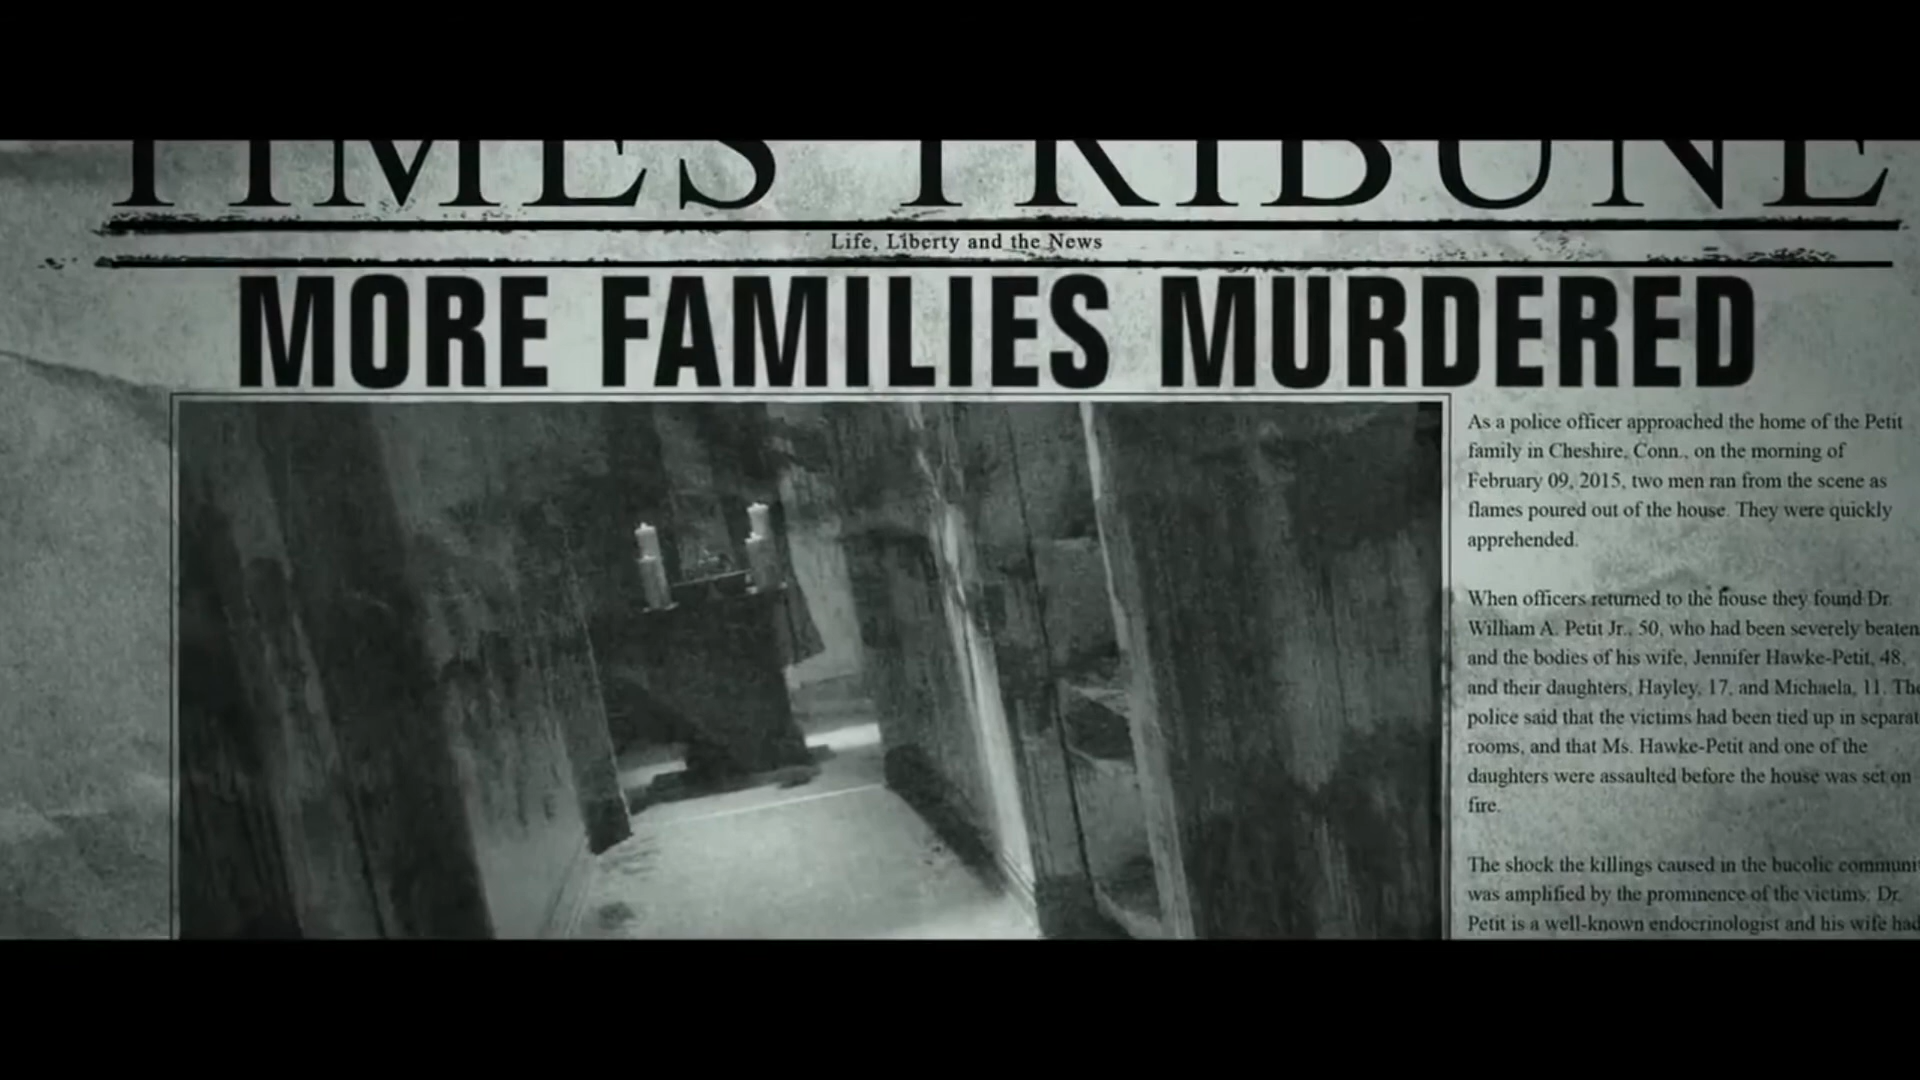 TIMES TRIBUNE
Life, Liberty and the News
MORE FAMILIES MURDERED
As a police officer approached the home of the Petit
family in Cheshire, Conn., on the morning of
February 09, 2015, two men ran from the scene as
flames poured out of the house. They were quickly
apprehended.
When officers returned to the house they found Dr.
William A. Petit Jr., 50, who had been severely beaten
and the bodies of his wife, Jennifer Hawke-Petit, 48,
and their daughters, Hayley, 17, and Michaela, 11. The
police said that the victims had been tied up in separat
rooms, and that Ms. Hawke-Petit and one of the
daughters were assaulted before the house was set on
fire.
The shock the killings caused in the bucolic communi
was amplified by the prominence of the victims: Dr.
Petit is a well-known endocrinologist and his wife had